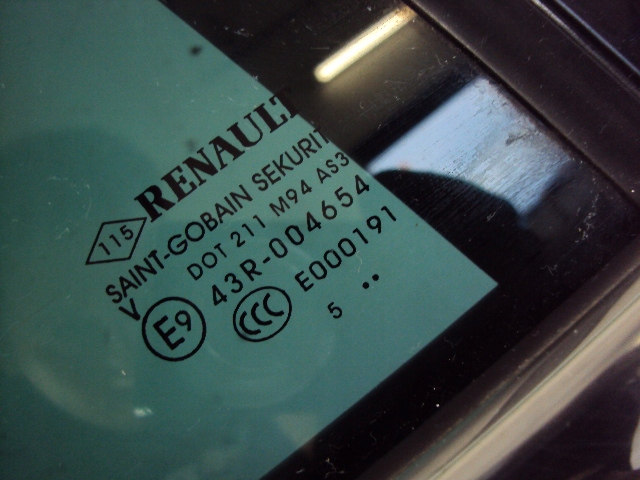 115 RENAULT
SAINT-GOBAIN SEKURIT
DOT 211 M94 AS3
V E9 43R-004654
CCC E000191
5 ..